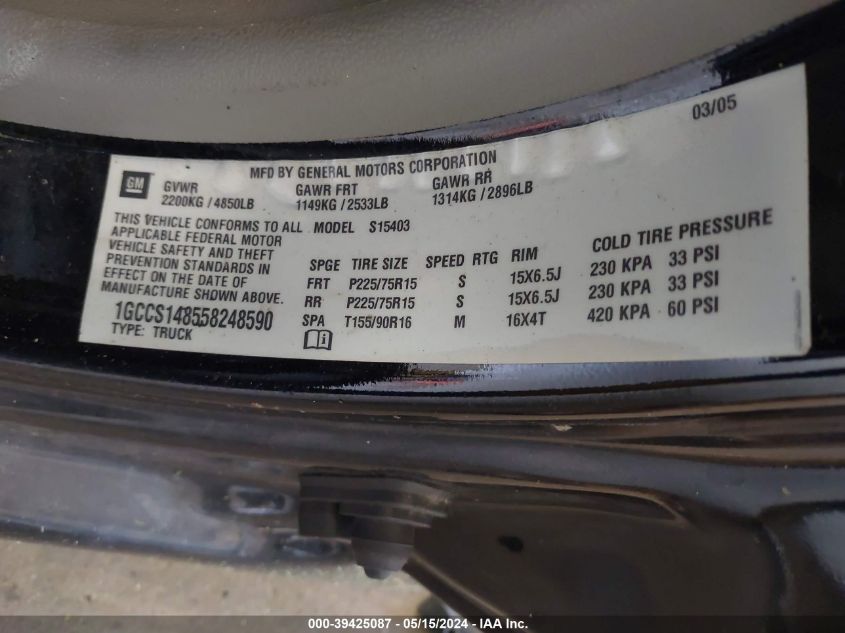 03/05
MFD BY GENERAL MOTORS CORPORATION
GM
GVWR GAWR FRT GAWR RR
2200KG / 4850LB 1149KG / 2533LB 1314KG / 2896LB
THIS VEHICLE CONFORMS TO ALL
APPLICABLE FEDERAL MOTOR
VEHICLE SAFETY AND THEFT
PREVENTION STANDARDS IN
EFFECT ON THE DATE OF
MANUFACTURE SHOWN ABOVE.
1GCCS148558248590
TYPE: TRUCK
MODEL S15403
SPGE TIRE SIZE SPEED RTG RIM COLD TIRE PRESSURE
FRT P225/75R15 S 15X6.5J 230 KPA 33 PSI
RR P225/75R15 S 15X6.5J 230 KPA 33 PSI
SPA T155/90R16 M 16X4T 420 KPA 60 PSI
000-39425087 - 05/15/2024 - IAA Inc.